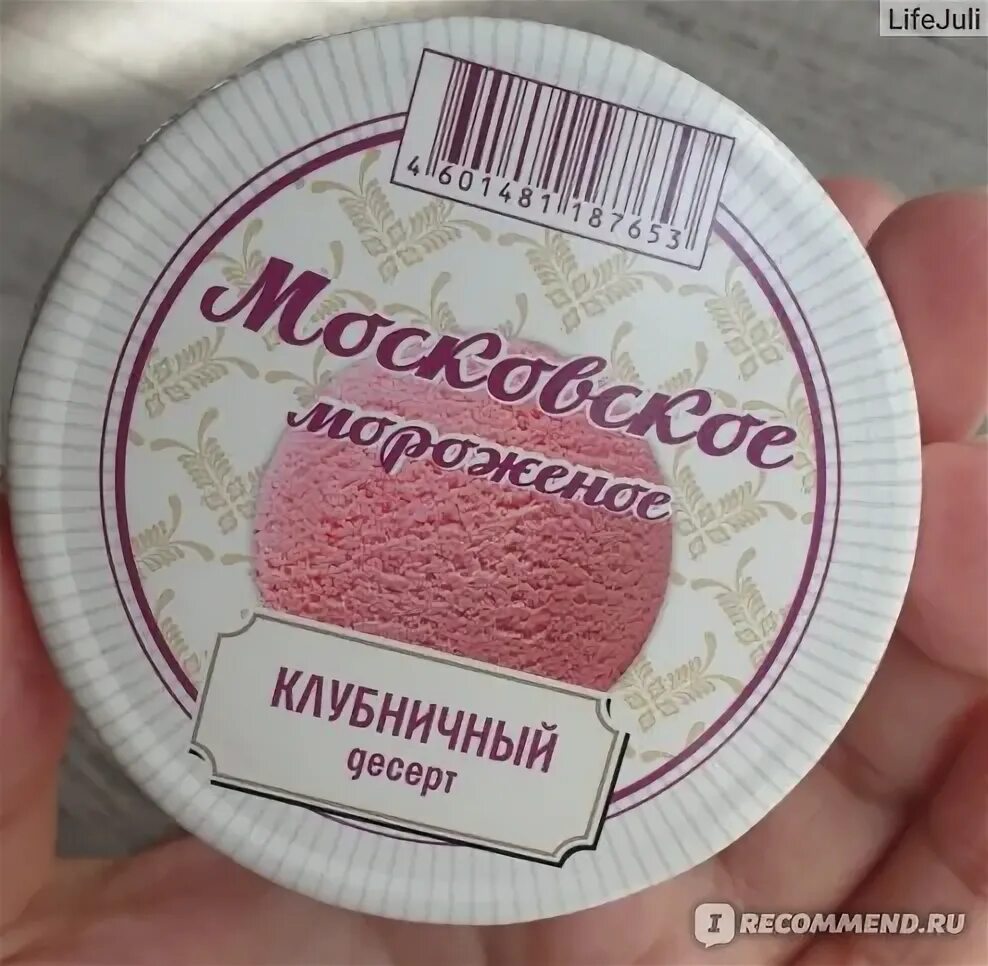 LifeJuli
4 601481 187653
Московское
мороженое
КЛУБНИЧНЫЙ
десерт
I RECOMMEND.RU